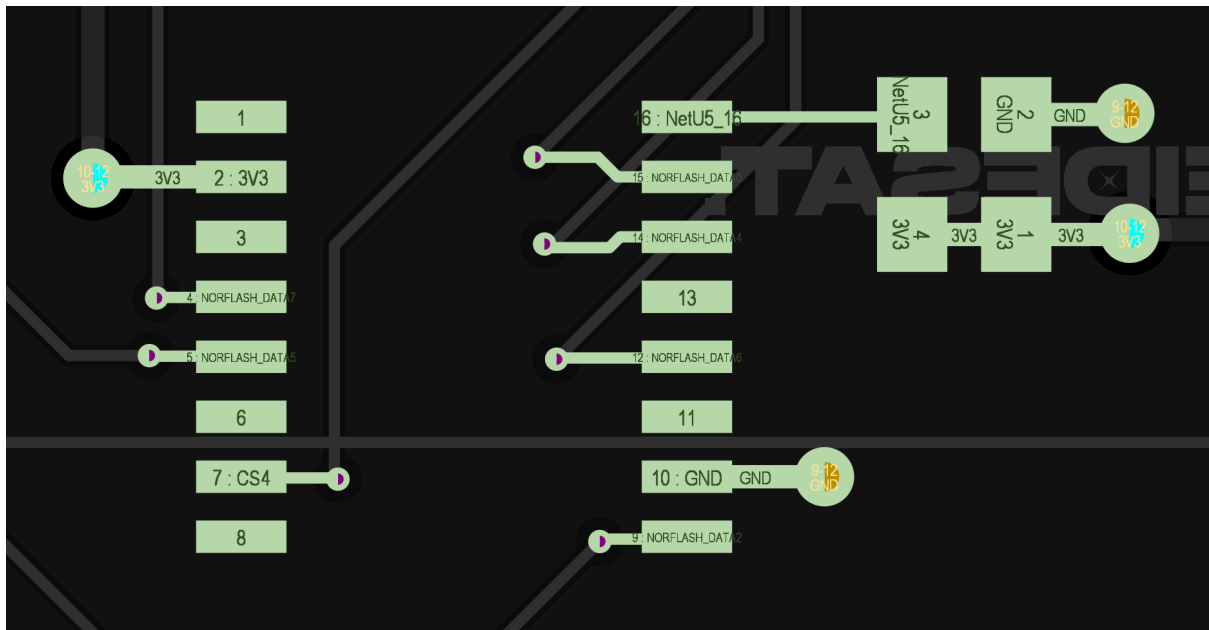 1
16 : NetU5_16
NetU5_16
3
GND
2
GND
9-12
GND
10-12
3V3
3V3
2 : 3V3
14 : NORFLASH_DATA4
3
3V3
4
3V3
3V3
1
3V3
10-12
3V3
4 : NORFLASH_DATA7
13
5 : NORFLASH_DATA5
12 : NORFLASH_DATA6
6
11
7 : CS4
10 : GND
GND
9-12
GND
8
9 : NORFLASH_DATA2